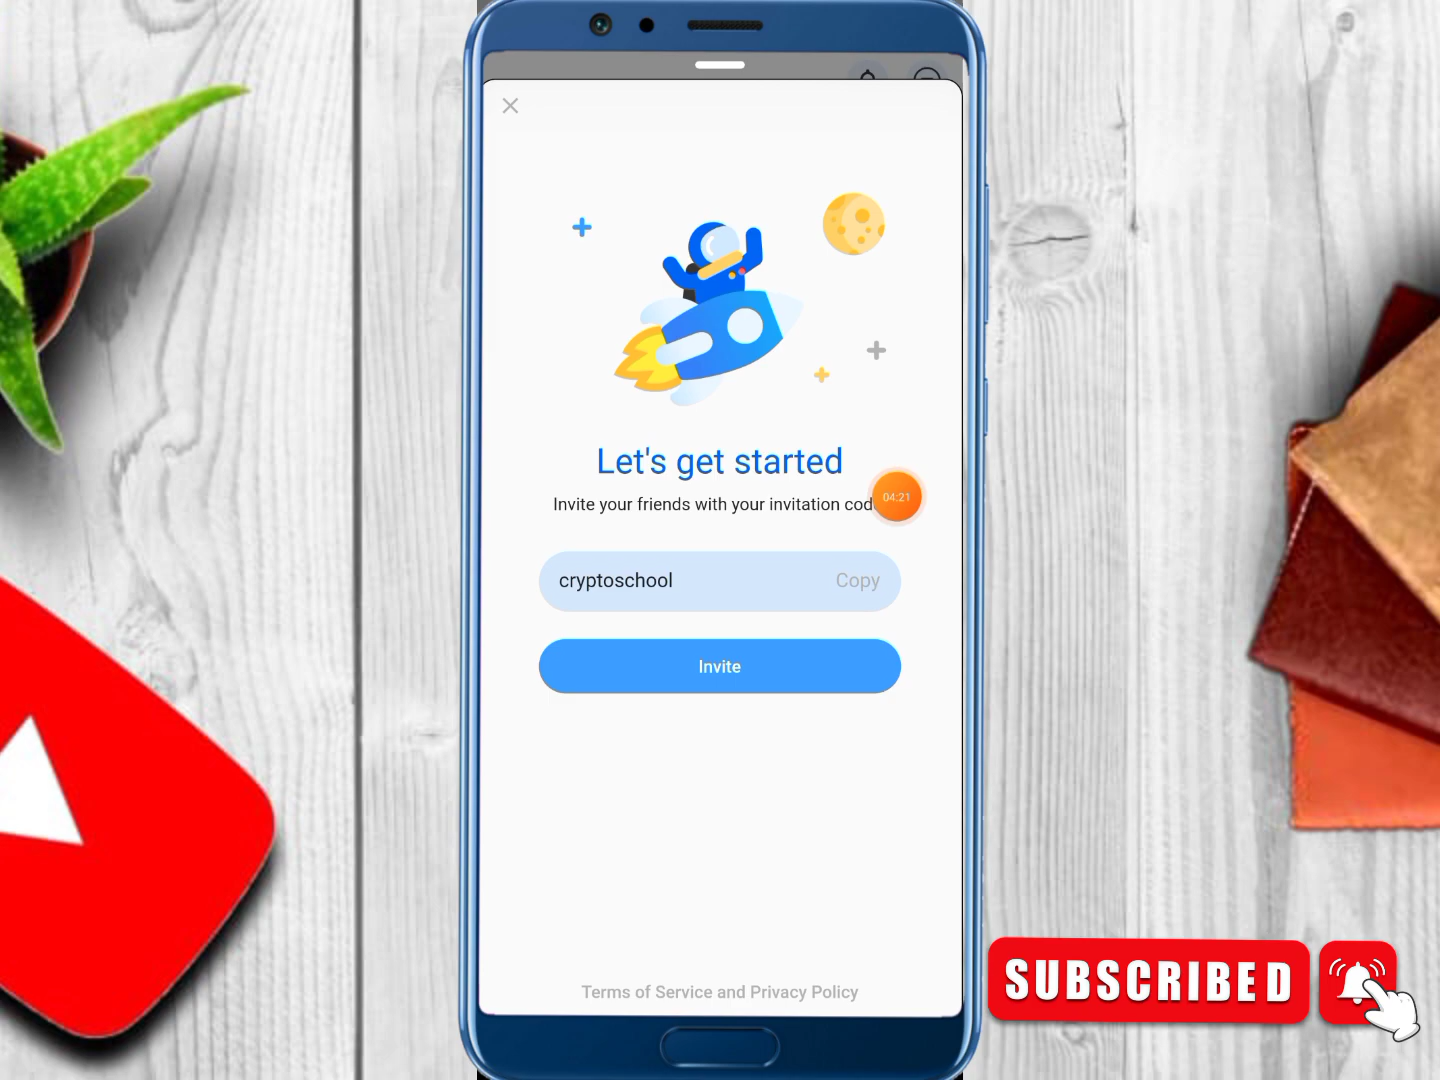 Let's get started
Invite your friends with your invitation
04:21
cryptoschool
Copy
Invite
Terms of Service and Privacy Policy
SUBSCRIBED